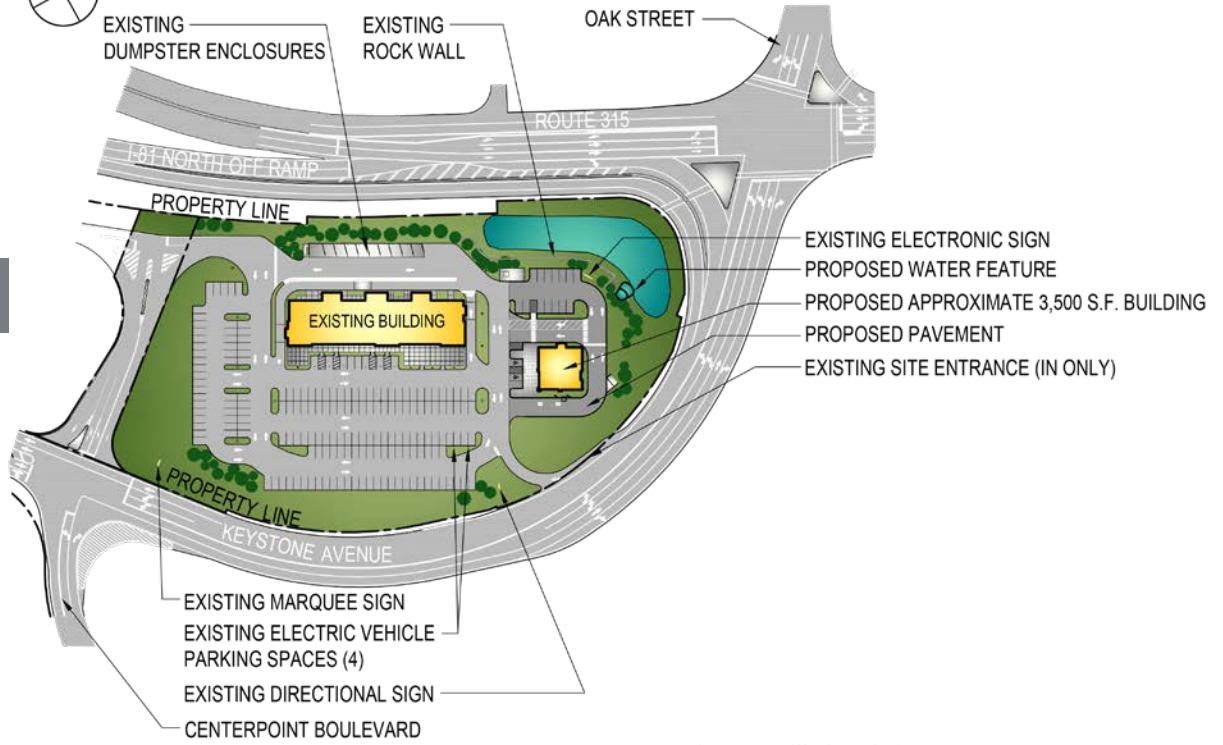 EXISTING
DUMPSTER ENCLOSURES
EXISTING
ROCK WALL
OAK STREET
ROUTE 315
I-81 NORTH OFF RAMP
PROPERTY LINE
EXISTING ELECTRONIC SIGN
PROPOSED WATER FEATURE
PROPOSED APPROXIMATE 3,500 S.F. BUILDING
PROPOSED PAVEMENT
EXISTING SITE ENTRANCE (IN ONLY)
EXISTING BUILDING
PROPERTY LINE
KEYSTONE AVENUE
EXISTING MARQUEE SIGN
EXISTING ELECTRIC VEHICLE
PARKING SPACES (4)
EXISTING DIRECTIONAL SIGN
CENTERPOINT BOULEVARD